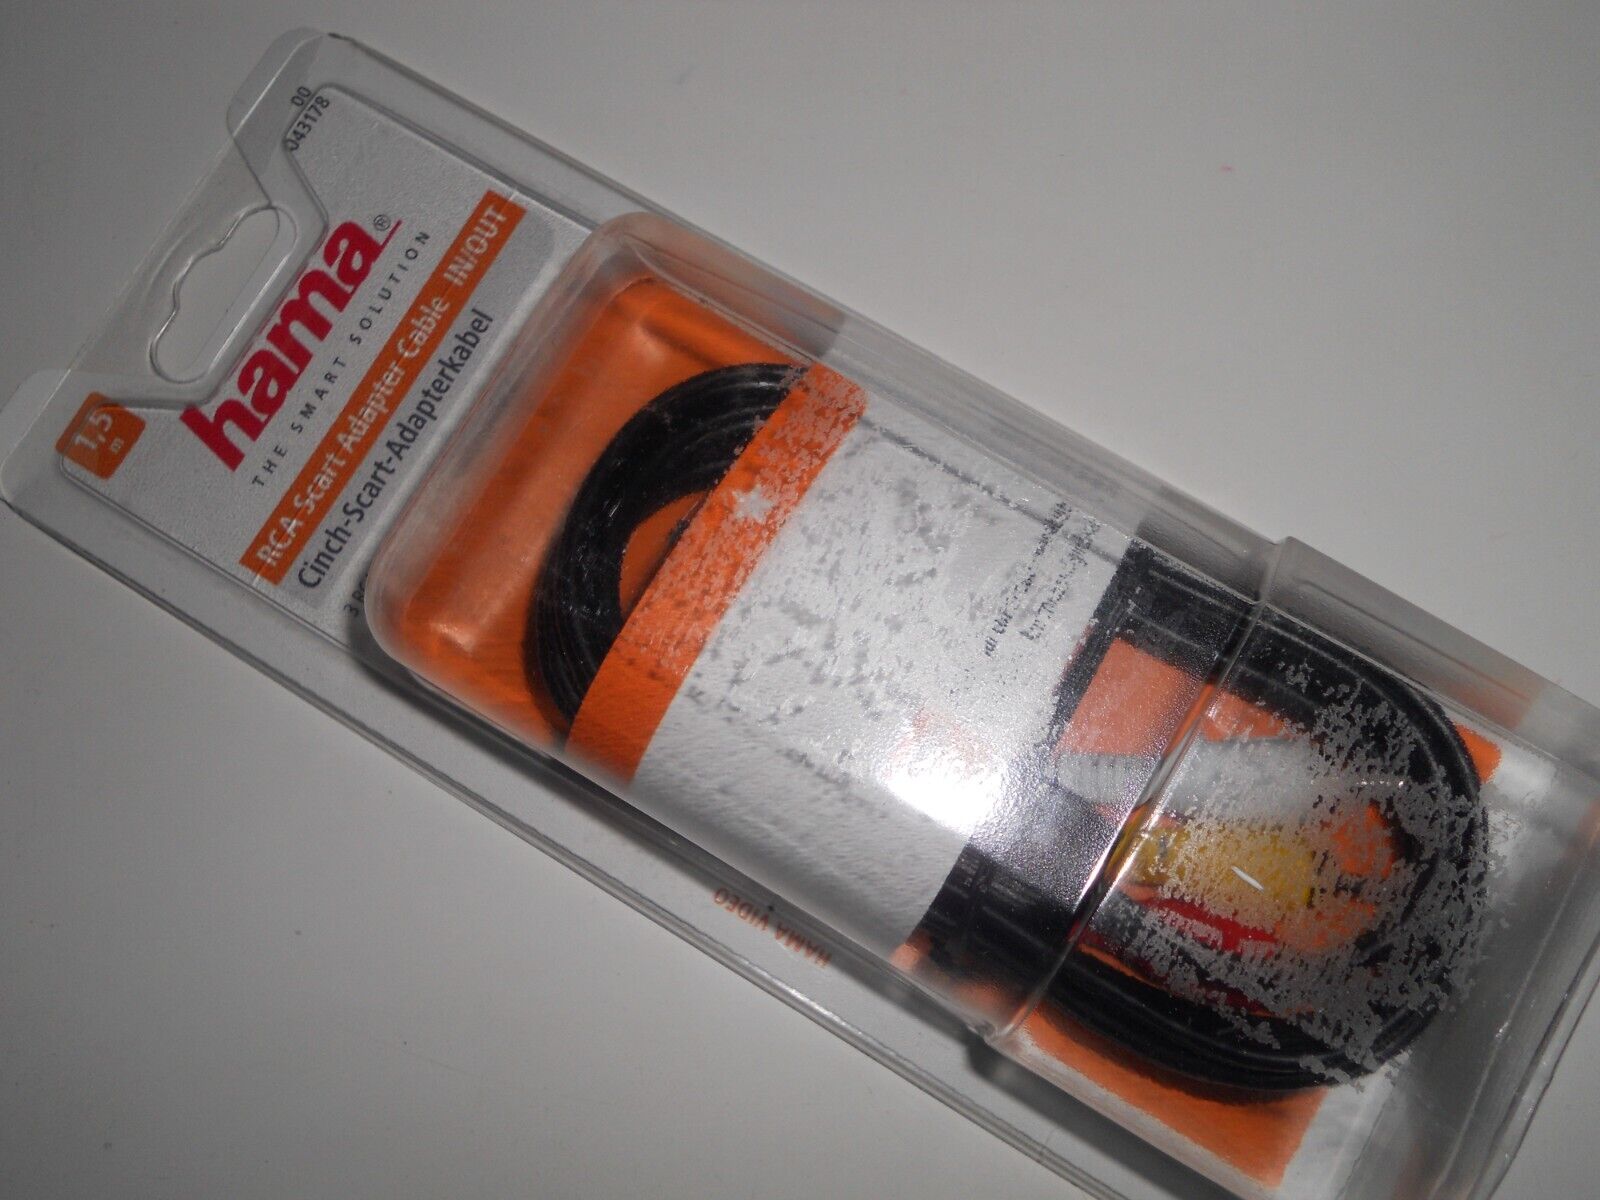 00
043178
1,5
m
hama®
THE SMART SOLUTION
RCA Scart Adapter Cable IN/OUT
Cinch-Scart-Adapterkabel
3
HAMA VIDEO